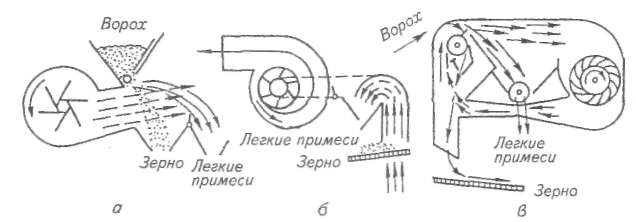 Ворох
Зерно
Легкие
примеси
а
Легкие примеси
Зерно
б
Ворох
Легкие
примеси
Зерно
в